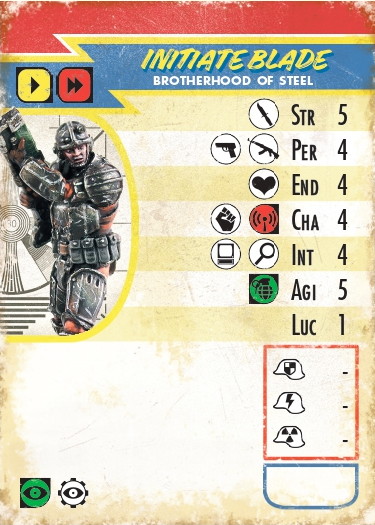 INITIATE BLADE
BROTHERHOOD OF STEEL
STR 5
PER 4
END 4
CHA 4
INT 4
AGI 5
LUC 1
-
-
-